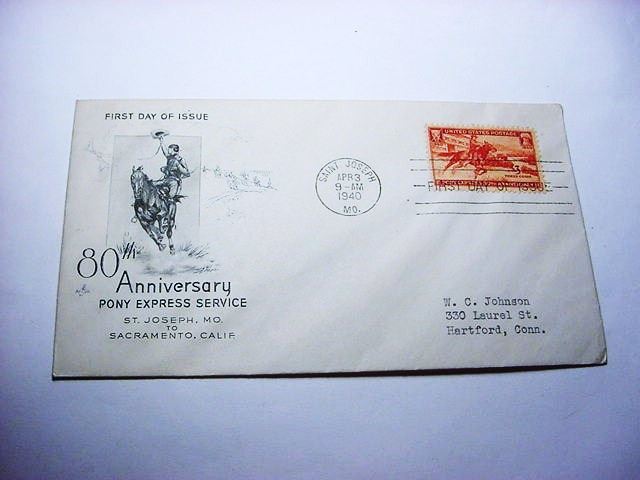 FIRST DAY OF ISSUE
80th
Anniversary
PONY EXPRESS SERVICE
ST. JOSEPH, MO.
TO
SACRAMENTO, CALIF.
SAINT JOSEPH
APR 3
9-AM
1940
MO.
UNITED STATES POSTAGE
3
FIRST DAY OF ISSUE
W. C. Johnson
330 Laurel St.
Hartford, Conn.